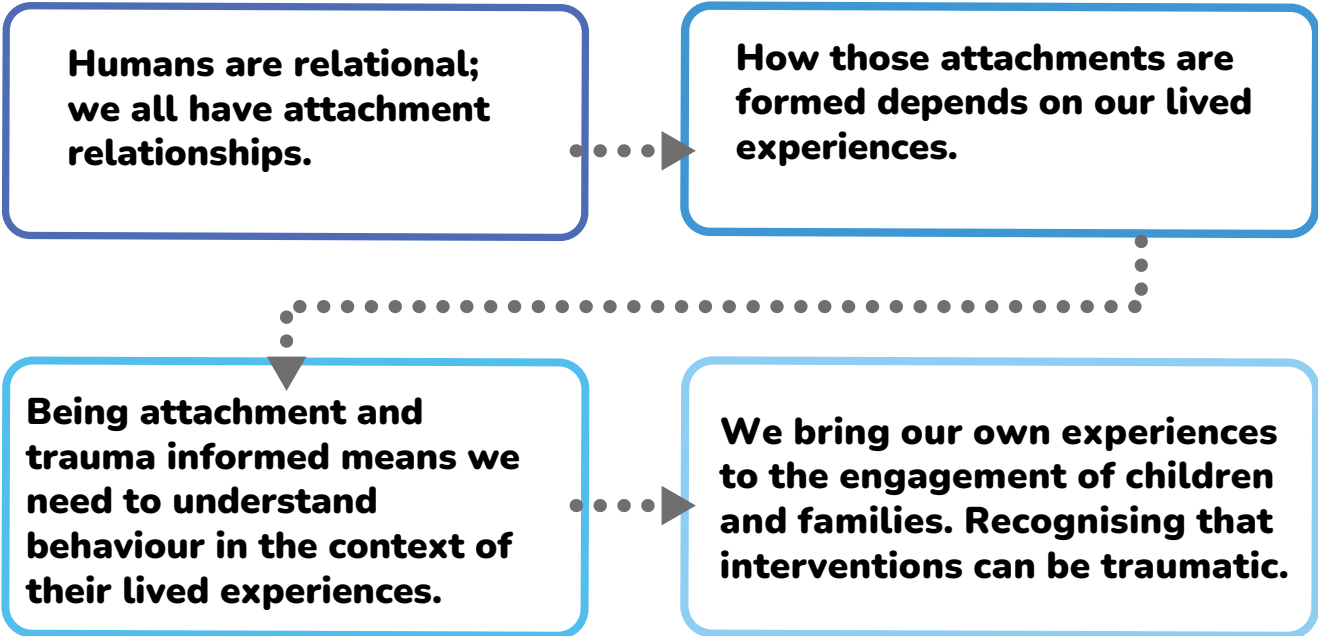 Humans are relational;
we all have attachment
relationships.
How those attachments are
formed depends on our lived
experiences.
Being attachment and
trauma informed means we
need to understand
behaviour in the context of
their lived experiences.
We bring our own experiences
to the engagement of children
and families. Recognising that
interventions can be traumatic.